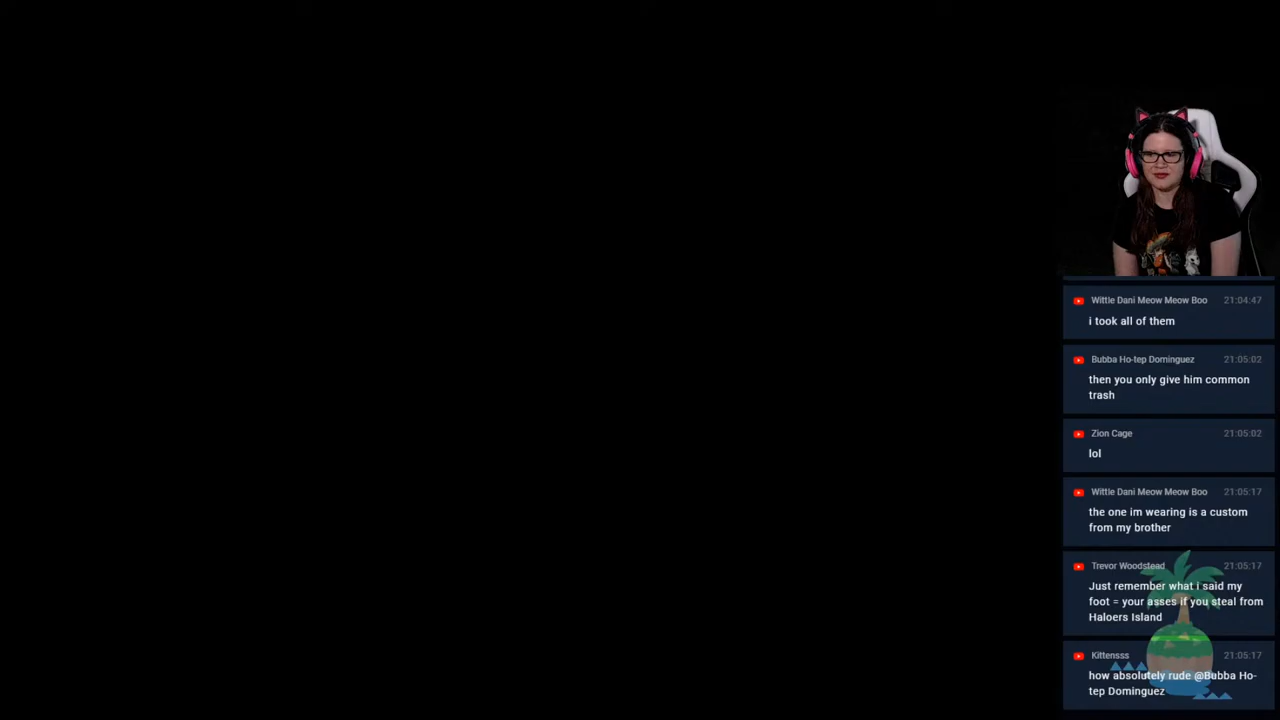 Wittle Dani Meow Meow Boo 21:04:47
i took all of them
Bubba Ho-tep Dominguez 21:05:02
then you only give him common
trash
Zion Cage 21:05:02
lol
Wittle Dani Meow Meow Boo 21:05:17
the one im wearing is a custom
from my brother
Trevor Woodstead 21:05:17
Just remember what i said my
foot = your asses if you steal from
Haloers Island
Kittensss 21:05:17
how absolutely rude @Bubba Ho-
tep Dominguez